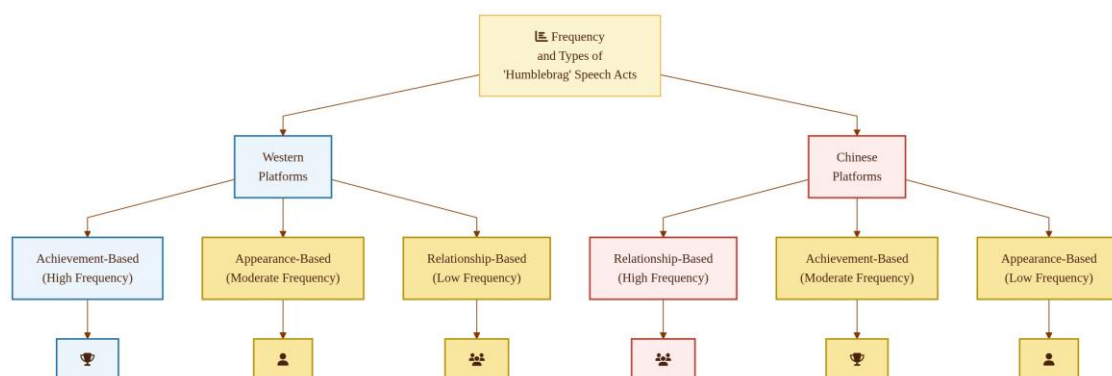 Frequency
and Types of
'Humblebrag' Speech Acts
Western
Platforms
Chinese
Platforms
Achievement-Based
(High Frequency)
Appearance-Based
(Moderate Frequency)
Relationship-Based
(Low Frequency)
Relationship-Based
(High Frequency)
Achievement-Based
(Moderate Frequency)
Appearance-Based
(Low Frequency)